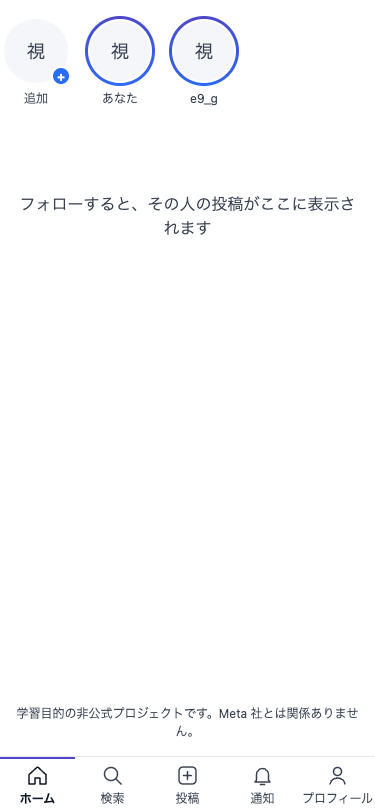 視
視
視
追加
あなた
e9_g
フォローすると、その人の投稿がここに表示さ
れます
学習目的の非公式プロジェクトです。Meta 社とは関係ありませ
ん。
ホーム
検索
投稿
通知
プロフィール